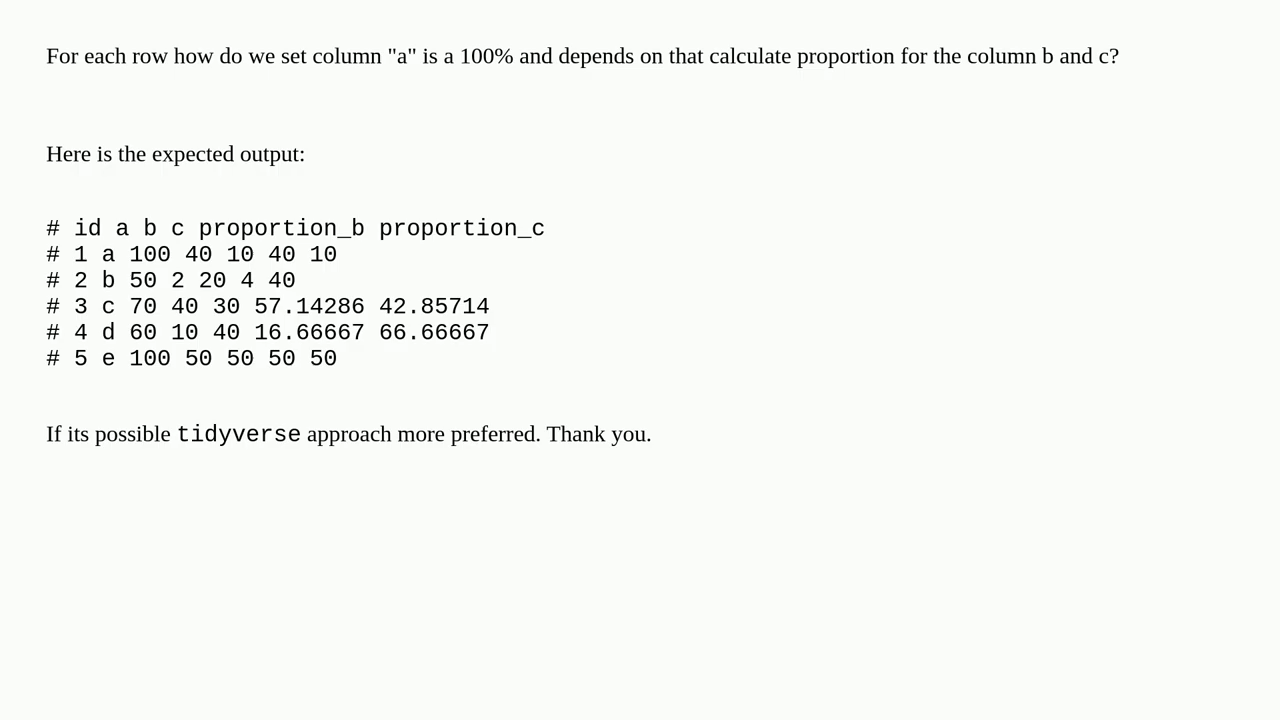 For each row how do we set column "a" is a 100% and depends on that calculate proportion for the column b and c?
Here is the expected output:
# id a b c proportion_b proportion_c
# 1 a 100 40 10 40 10
# 2 b 50 2 20 4 40
# 3 c 70 40 30 57.14286 42.85714
# 4 d 60 10 40 16.66667 66.66667
# 5 e 100 50 50 50 50
If its possible tidyverse approach more preferred. Thank you.